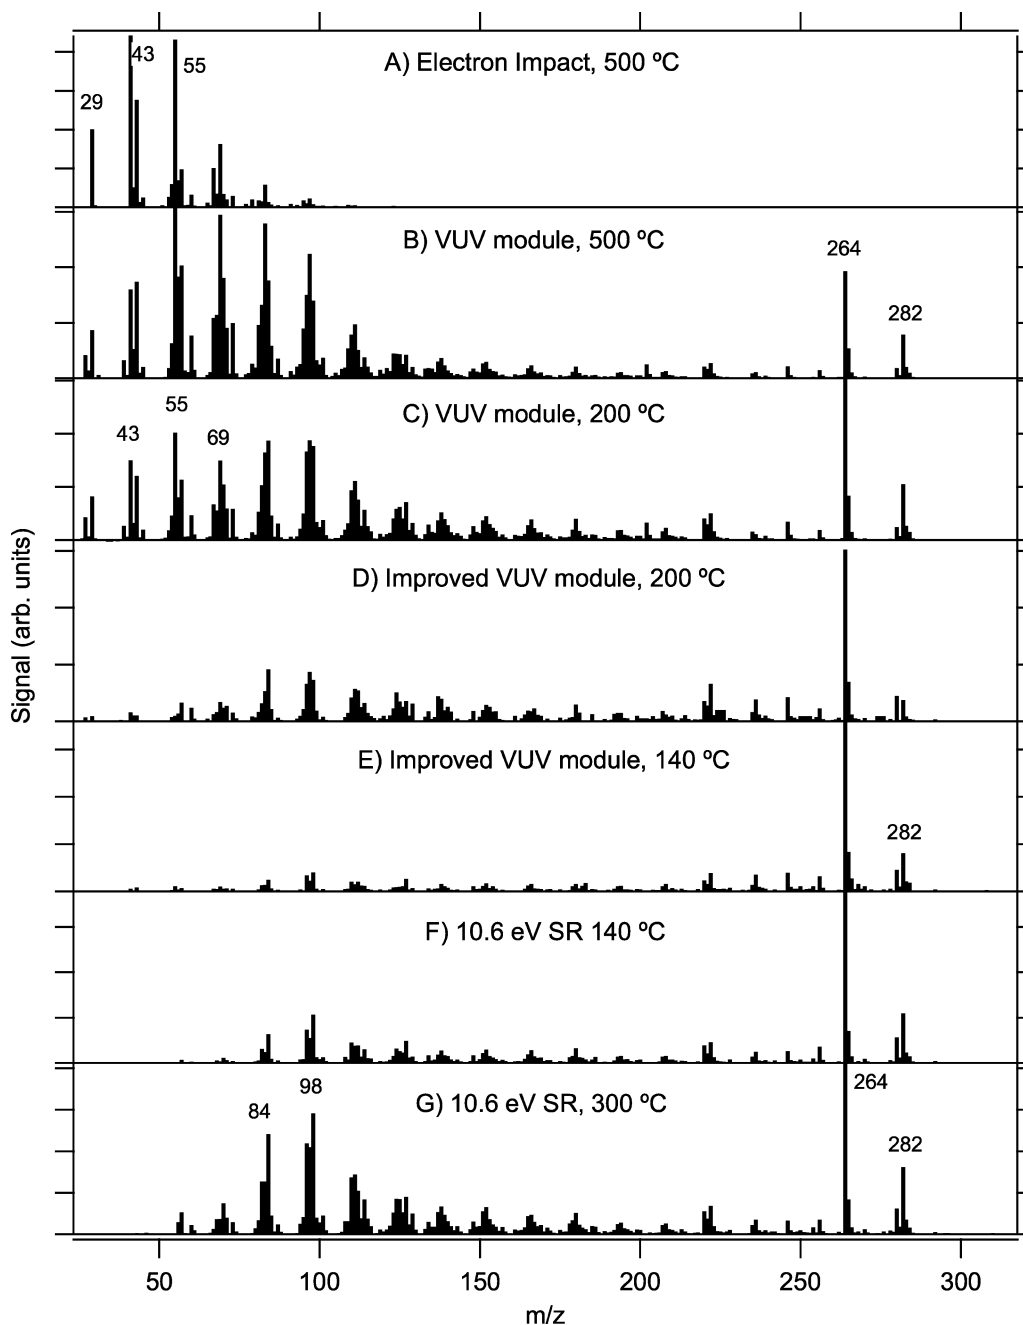 43
A) Electron Impact, 500 ºC
55
29
B) VUV module, 500 ºC
264
282
55
C) VUV module, 200 ºC
43
69
D) Improved VUV module, 200 ºC
Signal (arb. units)
E) Improved VUV module, 140 ºC
282
F) 10.6 eV SR 140 ºC
264
98
G) 10.6 eV SR, 300 ºC
84
282
50 100 150 200 250 300
m/z